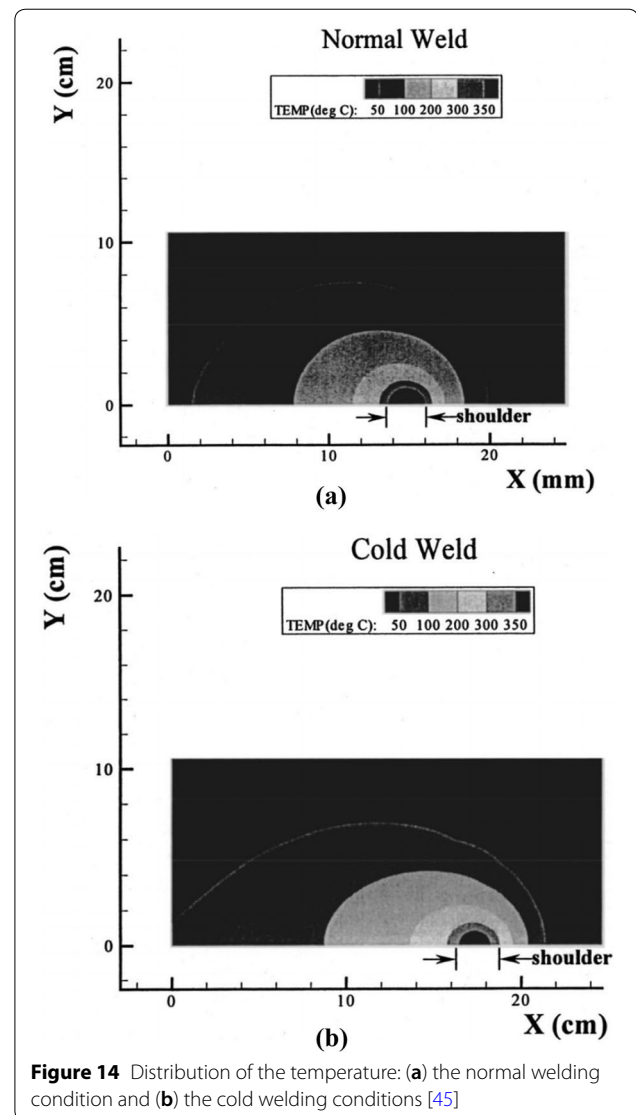 Normal Weld
Y (cm)
20
TEMP(deg C): 50 100 200 300 350
10
0
shoulder
0 10 20
X (mm)
(a)
Cold Weld
Y (cm)
20
TEMP(deg C): 50 100 200 300 350
10
0
shoulder
0 10 20
X (cm)
(b)
Figure 14 Distribution of the temperature: (a) the normal welding
condition and (b) the cold welding conditions [45]